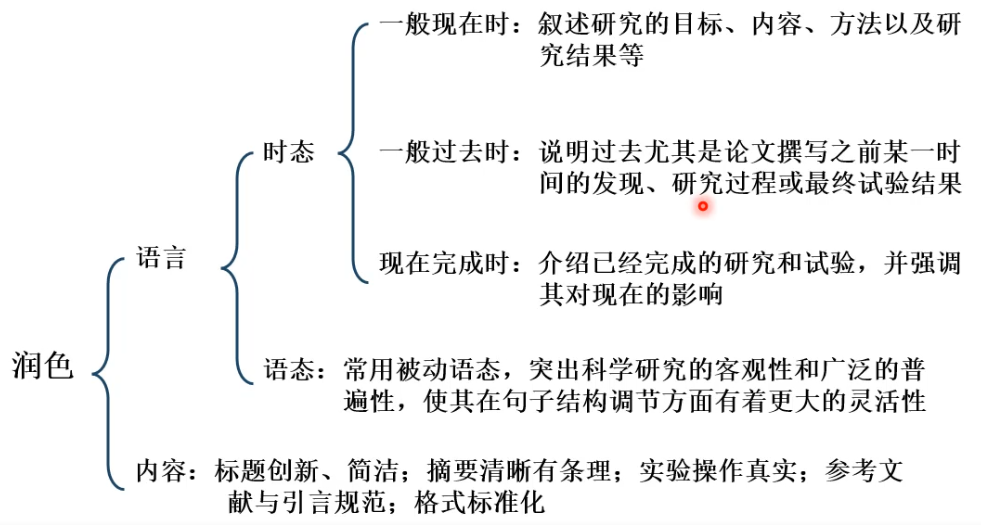 一般现在时：叙述研究的目标、内容、方法以及研
究结果等
时态
一般过去时：说明过去尤其是论文撰写之前某一时
间的发现、研究过程或最终试验结果
语言
现在完成时：介绍已经完成的研究和试验，并强调
其对现在的影响
润色
语态：常用被动语态，突出科学研究的客观性和广泛的普
遍性，使其在句子结构调节方面有着更大的灵活性
内容：标题创新、简洁；摘要清晰有条理；实验操作真实；参考文
献与引言规范；格式标准化